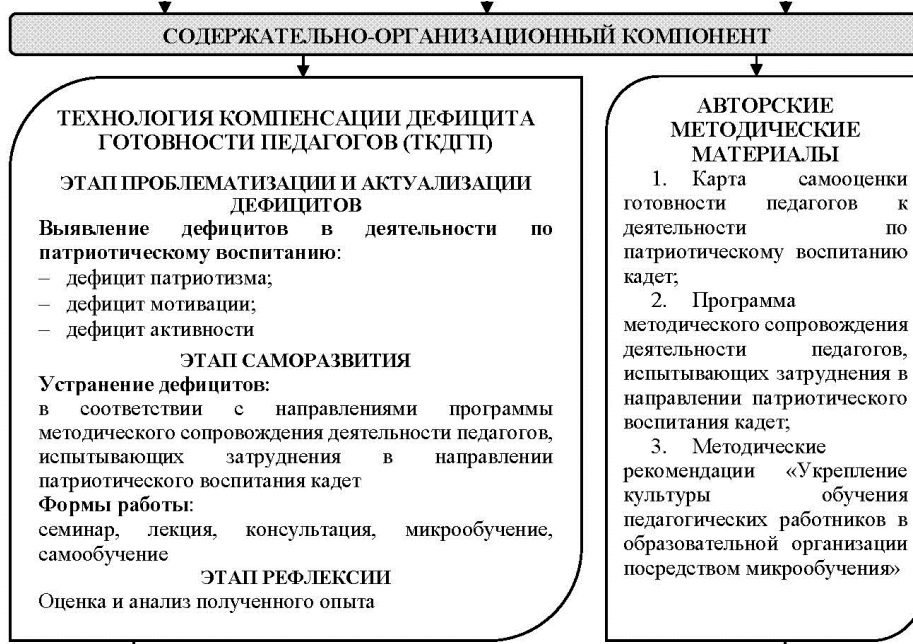 СОДЕРЖАТЕЛЬНО-ОРГАНИЗАЦИОННЫЙ КОМПОНЕНТ
ТЕХНОЛОГИЯ КОМПЕНСАЦИИ ДЕФИЦИТА
ГОТОВНОСТИ ПЕДАГОГОВ (ТКДГП)
ЭТАП ПРОБЛЕМАТИЗАЦИИ И АКТУАЛИЗАЦИИ
ДЕФИЦИТОВ
Выявление дефицитов в деятельности по
патриотическому воспитанию:
– дефицит патриотизма;
– дефицит мотивации;
– дефицит активности
ЭТАП САМОРАЗВИТИЯ
Устранение дефицитов:
в соответствии с направлениями программы
методического сопровождения деятельности педагогов,
испытывающих затруднения в направлении
патриотического воспитания кадет
Формы работы:
семинар, лекция, консультация, микрообучение,
самообучение
ЭТАП РЕФЛЕКСИИ
Оценка и анализ полученного опыта
АВТОРСКИЕ
МЕТОДИЧЕСКИЕ
МАТЕРИАЛЫ
1. Карта самооценки
готовности педагогов к
деятельности по
патриотическому воспитанию
кадет;
2. Программа
методического сопровождения
деятельности педагогов,
испытывающих затруднения в
направлении патриотического
воспитания кадет;
3. Методические
рекомендации «Укрепление
культуры обучения
педагогических работников в
образовательной организации
посредством микрообучения»